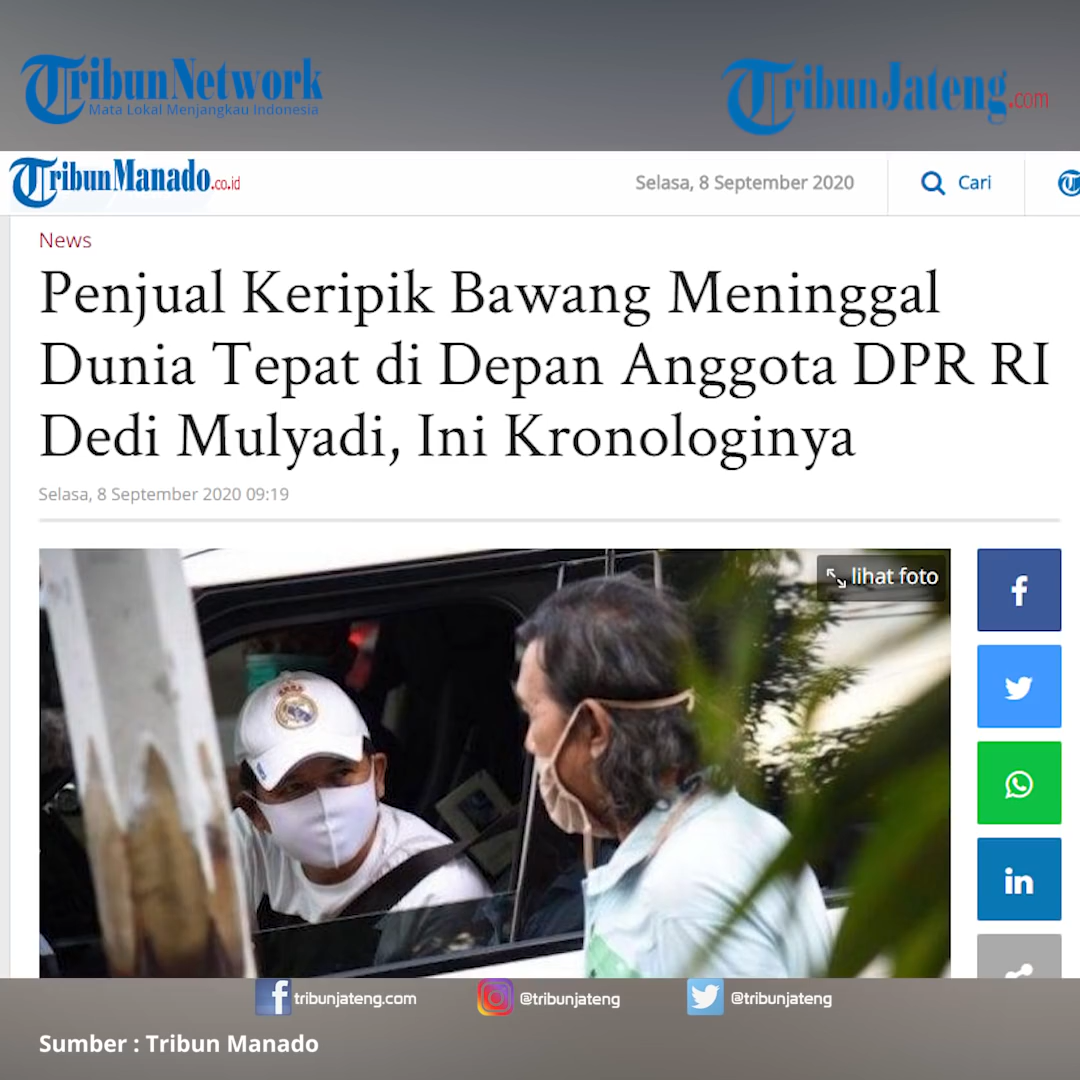 TribunNetwork
Mata Lokal Menjangkau Indonesia
TribunJateng.com
TribunManado.co.id
Selasa, 8 September 2020
Cari
News
Penjual Keripik Bawang Meninggal
Dunia Tepat di Depan Anggota DPR RI
Dedi Mulyadi, Ini Kronologinya
Selasa, 8 September 2020 09:19
lihat foto
tribunjateng.com
@tribunjateng
@tribunjateng
Sumber : Tribun Manado